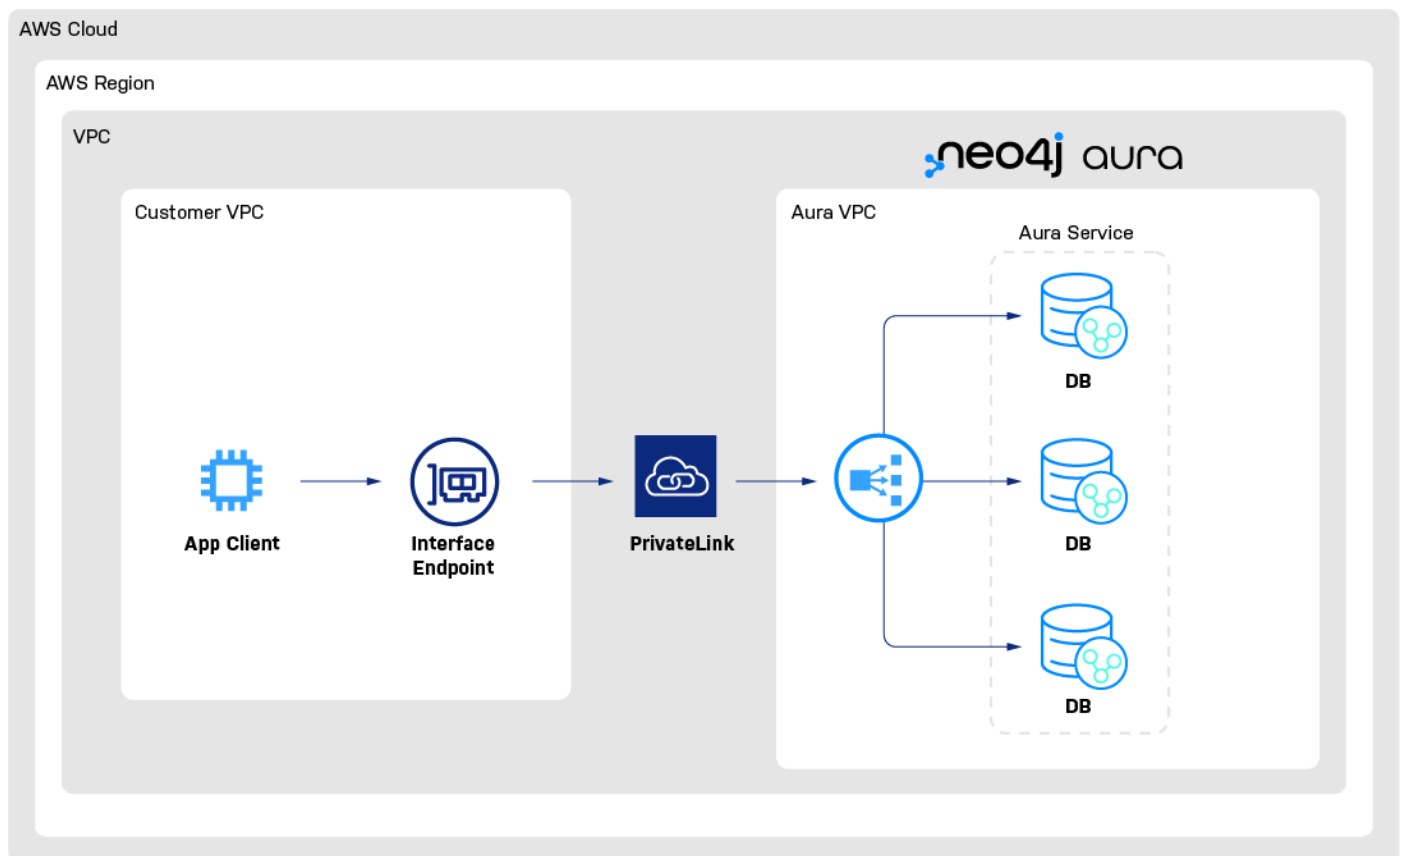 AWS Cloud
AWS Region
VPC
neo4j aura
Customer VPC
Aura VPC
Aura Service
DB
App Client
Interface
Endpoint
PrivateLink
DB
DB